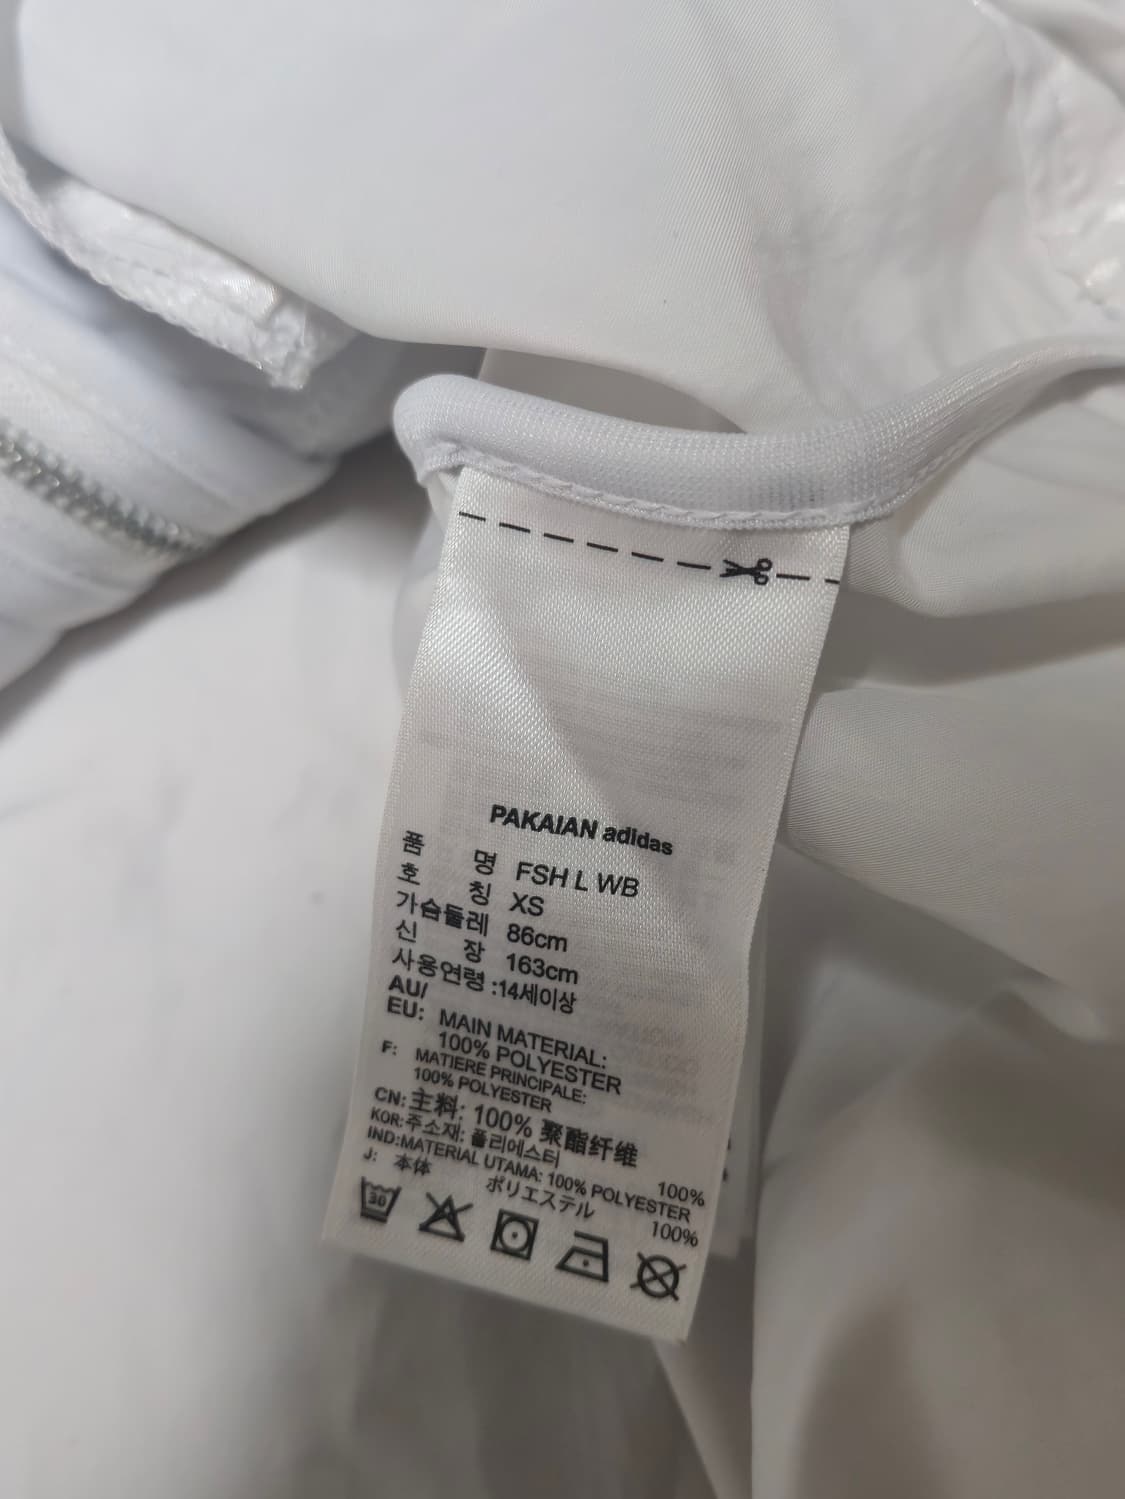 PAKAIAN adidas
품 명 FSH L WB
호 칭 XS
가슴둘레 86cm
신 장 163cm
사용연령 :14세이상
AU/
EU: MAIN MATERIAL:
100% POLYESTER
F: MATIERE PRINCIPALE:
100% POLYESTER
CN: 主料: 100% 聚酯纤维
KOR: 주소재: 폴리에스터 100%
IND:MATERIAL UTAMA: 100% POLYESTER
J: 本体 ポリエステル 100%
30